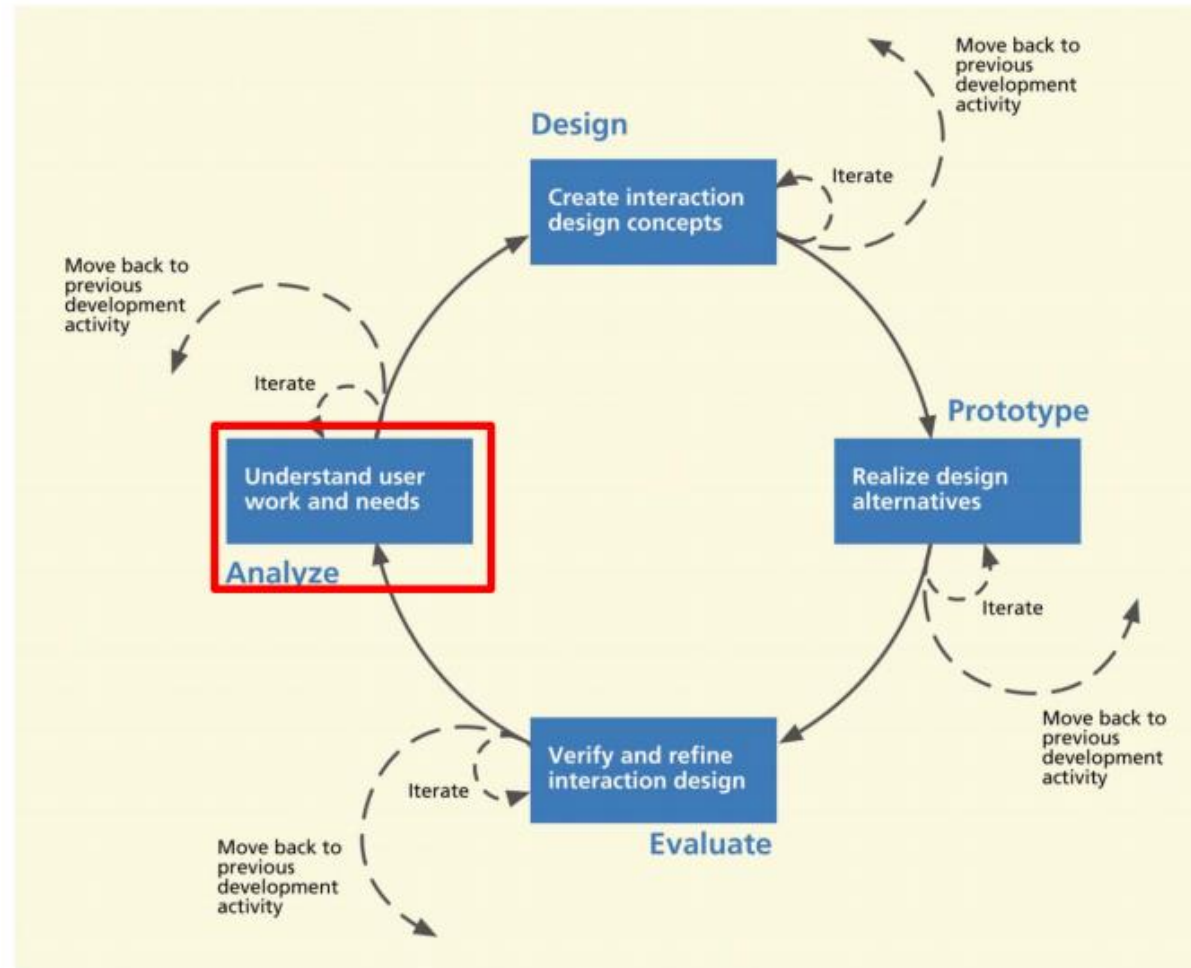 Move back to
previous
development
activity
Design
Create interaction
design concepts
Iterate
Move back to
previous
development
activity
Iterate
Understand user
work and needs
Analyze
Prototype
Realize design
alternatives
Iterate
Move back to
previous
development
activity
Verify and refine
interaction design
Iterate
Evaluate
Move back to
previous
development
activity